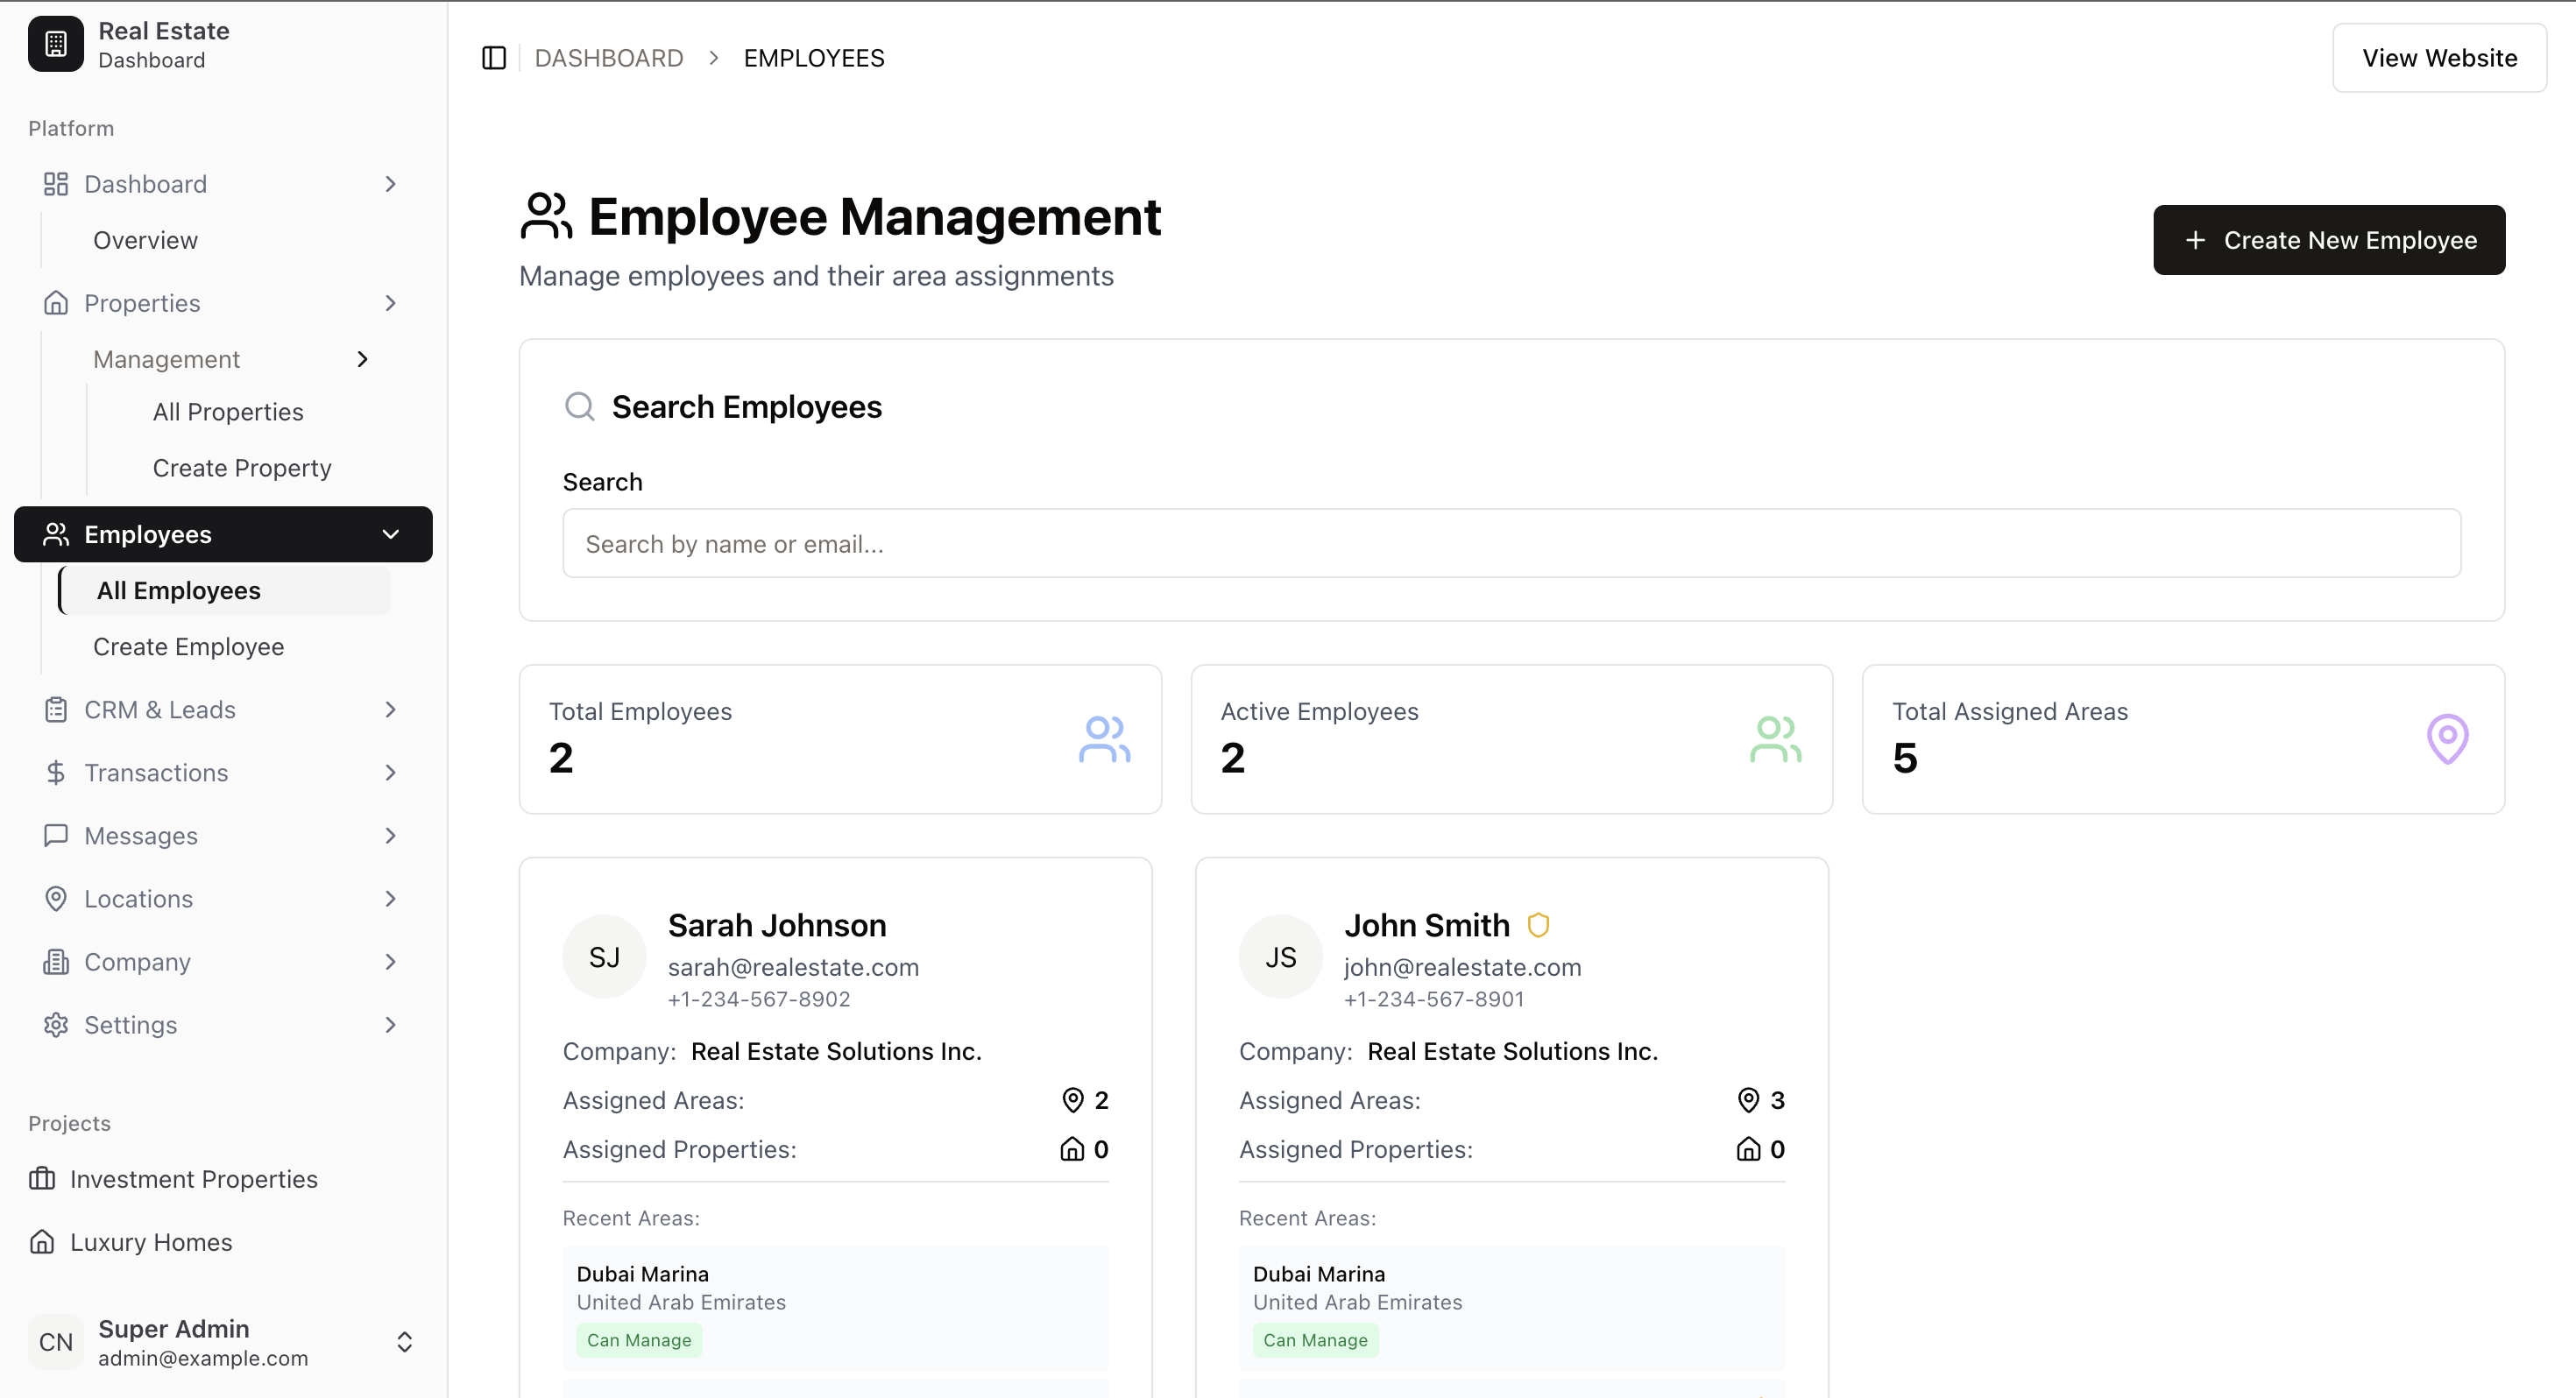 Real Estate
Dashboard
Platform
Dashboard
Overview
Properties
Management
All Properties
Create Property
Employees
All Employees
Create Employee
CRM & Leads
Transactions
Messages
Locations
Company
Settings
Projects
Investment Properties
Luxury Homes
CN
Super Admin
admin@example.com
DASHBOARD > EMPLOYEES
View Website
Employee Management
Manage employees and their area assignments
+ Create New Employee
Search Employees
Search
Search by name or email...
Total Employees
2
Active Employees
2
Total Assigned Areas
5
SJ
Sarah Johnson
sarah@realestate.com
+1-234-567-8902
Company: Real Estate Solutions Inc.
Assigned Areas: 2
Assigned Properties: 0
Recent Areas:
Dubai Marina
United Arab Emirates
Can Manage
JS
John Smith
john@realestate.com
+1-234-567-8901
Company: Real Estate Solutions Inc.
Assigned Areas: 3
Assigned Properties: 0
Recent Areas:
Dubai Marina
United Arab Emirates
Can Manage